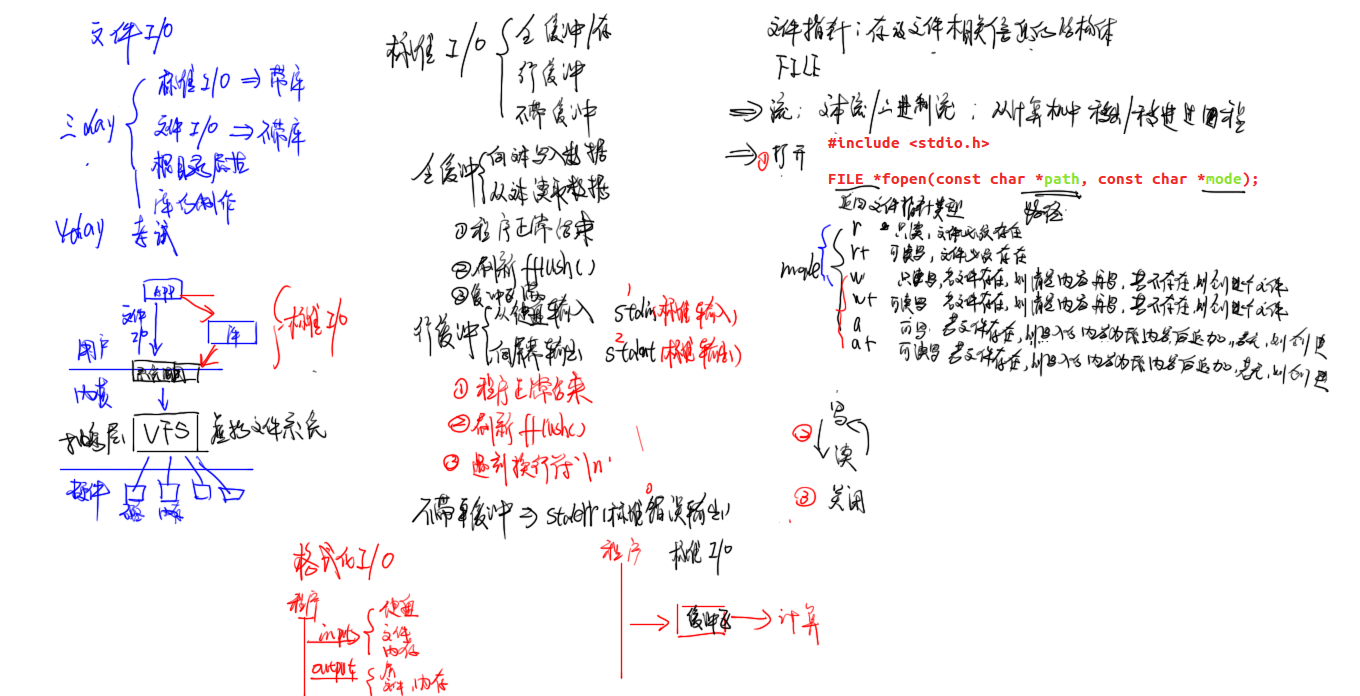 文件I/O
三day
标准I/O ⇒ 带库
文件I/O ⇒ 不带库
库的制作
4day 考试
APP
文件
库
标准I/O
用户
内核
VFS 虚拟文件系统
硬件
标准I/O
全缓冲/存
行缓冲
不带缓冲
全缓冲
向文件写入数据
从文件读取数据
① 程序正常结束
② 刷新 fflush()
③ 缓冲区满
行缓冲
从键盘输入 stdin(标准输入) 1
向屏幕输出 stdout(标准输出) 2
① 程序正常结束
② 刷新 fflush()
③ 遇到换行符'\n'
不带缓冲 ⇒ stderr(标准错误输出) 0
格式化I/O
程序
input
键盘
文件
内存
output
文件 内存
程序 标准I/O
缓冲区
计算
文件指针：存放文件相关信息的结构体
FILE
⇒ 流：文本流/二进制流；从计算机中移出/移进过程
⇒ ①打开
#include <stdio.h>
FILE *fopen(const char *path, const char *mode);
返回文件指针类型 路径
mode
r 只读，文件必须存在
r+ 可读写，文件必须存在
w 只写，若文件存在，则清空内容再写，若不存在，则创建文件
w+ 可读写 若文件存在，则清空内容再写，若不存在，则创建文件
a 可写，若文件存在，则写入的内容为原内容后追加，若无，则创建
a+ 可读写 若文件存在，则写入的内容为原内容后追加，若无，则创建
② 写
读
③ 关闭